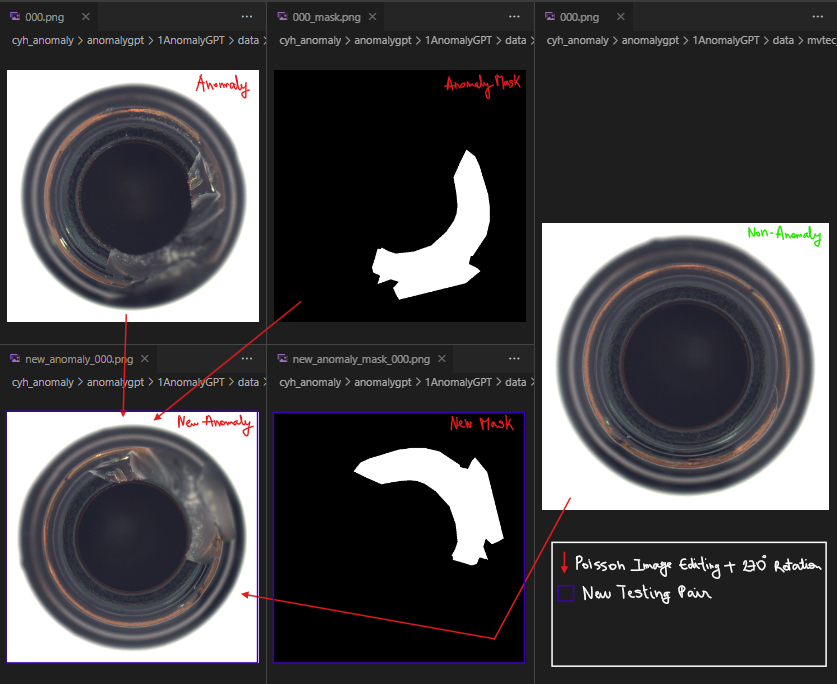 000.png
cyh_anomaly > anomalygpt > 1AnomalyGPT > data >
Anomaly
000_mask.png
cyh_anomaly > anomalygpt > 1AnomalyGPT > data >
Anomaly Mask
000.png
cyh_anomaly > anomalygpt > 1AnomalyGPT > data > mvtec
Non-Anomaly
new_anomaly_000.png
cyh_anomaly > anomalygpt > 1AnomalyGPT > data >
New Anomaly
new_anomaly_mask_000.png
cyh_anomaly > anomalygpt > 1AnomalyGPT > data >
New Mask
Poisson Image Editing + 270° Rotation
New Testing Pair